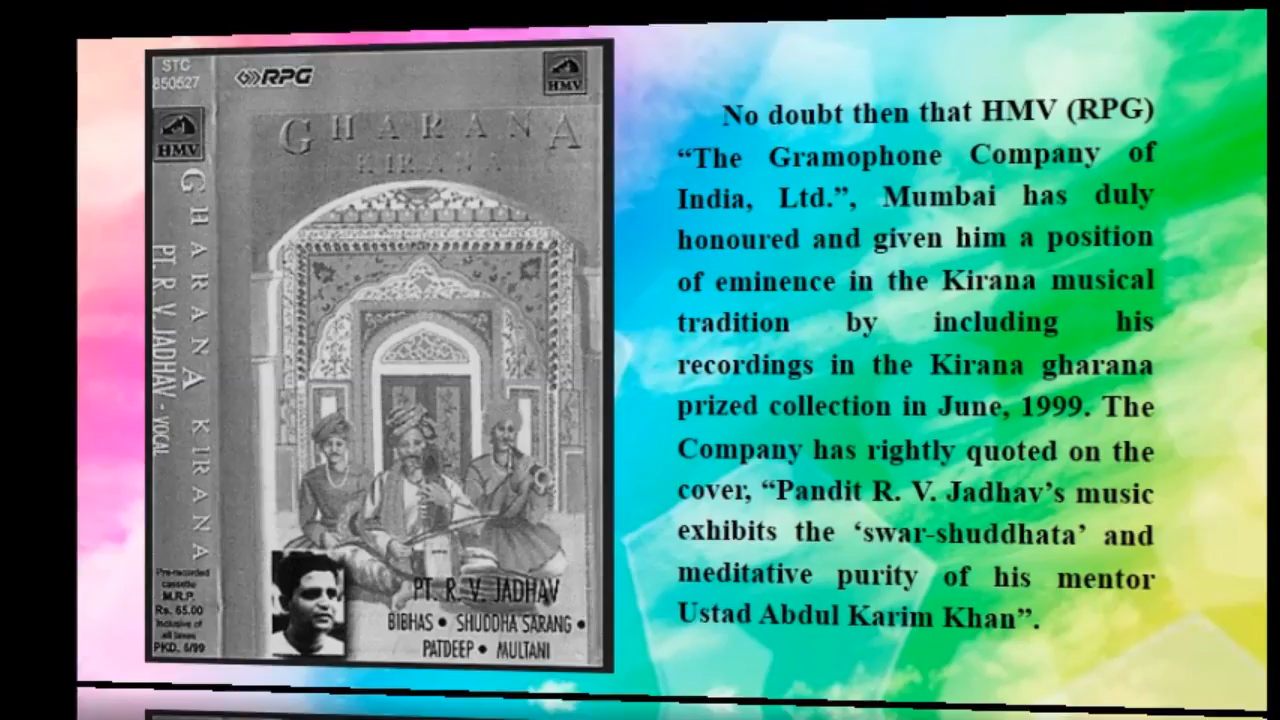 STC
850527
HMV
GHARANA KIRANA
PT. R. V. JADHAV - VOCAL
Pre-recorded
cassette
M.R.P.
Rs. 65.00
Inclusive of
all taxes
PKD. 6/99
RPG
HMV
GHARANA
KIRANA
PT. R. V. JADHAV
BIBHAS • SHUDDHA SARANG •
PATDEEP • MULTANI
No doubt then that HMV (RPG)
“The Gramophone Company of
India, Ltd.”, Mumbai has duly
honoured and given him a position
of eminence in the Kirana musical
tradition by including his
recordings in the Kirana gharana
prized collection in June, 1999. The
Company has rightly quoted on the
cover, “Pandit R. V. Jadhav’s music
exhibits the ‘swar-shuddhata’ and
meditative purity of his mentor
Ustad Abdul Karim Khan”.